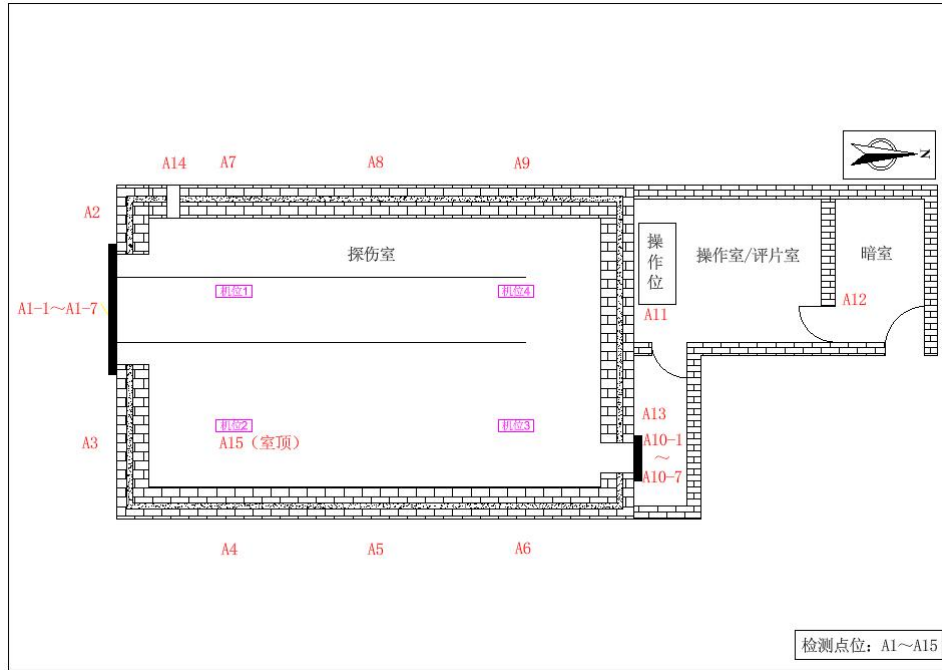 A14 A7 A8 A9
N
A2
探伤室
操作位
操作室/评片室
暗室
机位1 机位4
A1-1～A1-7
A12
A11
机位2 机位3
A13
A3
A15（室顶）
A10-1
～
A10-7
A4 A5 A6
检测点位：A1～A15